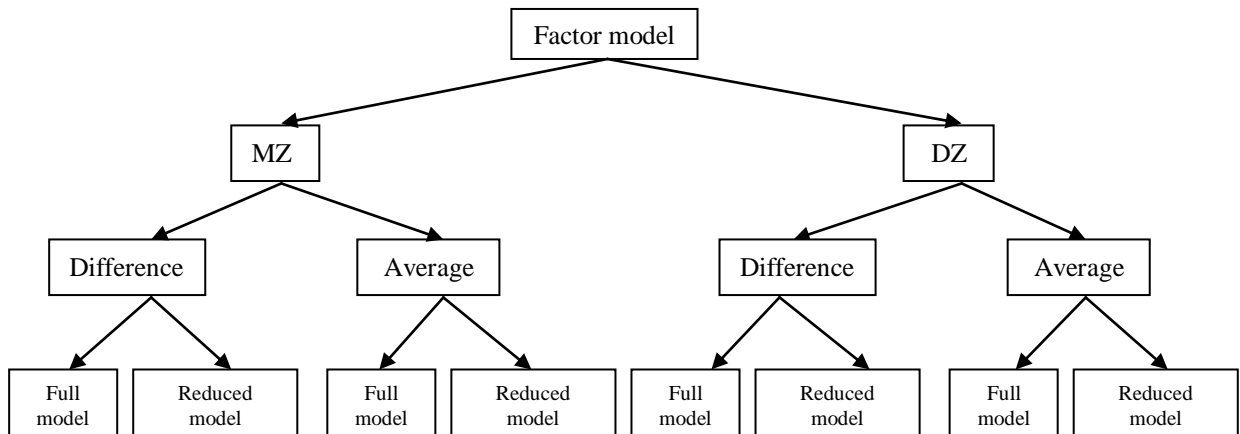 Factor model
MZ
DZ
Difference
Average
Difference
Average
Full
model
Reduced
model
Full
model
Reduced
model
Full
model
Reduced
model
Full
model
Reduced
model